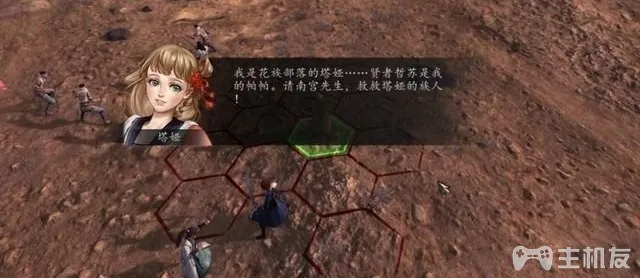 我是花族部落的塔娅……贤者哲苏是我
的帕帕。请南宫先生，救救塔娅的族人
！
塔娅
主机友